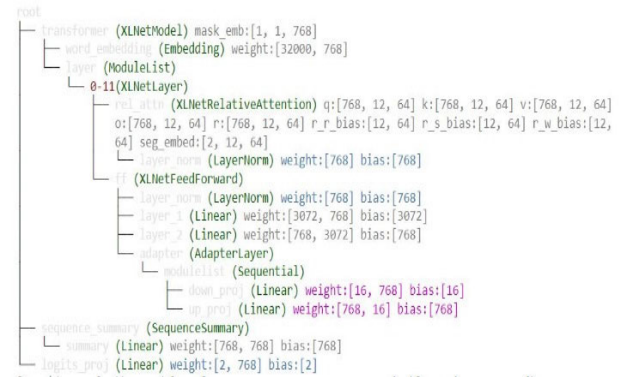 root
transformer (XLNetModel) mask_emb:[1, 1, 768]
word_embedding (Embedding) weight:[32000, 768]
layer (ModuleList)
0-11(XLNetLayer)
rel_attn (XLNetRelativeAttention) q:[768, 12, 64] k:[768, 12, 64] v:[768, 12, 64]
o:[768, 12, 64] r:[768, 12, 64] r_r_bias:[12, 64] r_s_bias:[12, 64] r_w_bias:[12,
64] seg_embed:[2, 12, 64]
layer_norm (LayerNorm) weight:[768] bias:[768]
ff (XLNetFeedForward)
layer_norm (LayerNorm) weight:[768] bias:[768]
layer_1 (Linear) weight:[3072, 768] bias:[3072]
layer_2 (Linear) weight:[768, 3072] bias:[768]
adapter (AdapterLayer)
modulelist (Sequential)
down_proj (Linear) weight:[16, 768] bias:[16]
up_proj (Linear) weight:[768, 16] bias:[768]
sequence_summary (SequenceSummary)
summary (Linear) weight:[768, 768] bias:[768]
logits_proj (Linear) weight:[2, 768] bias:[2]